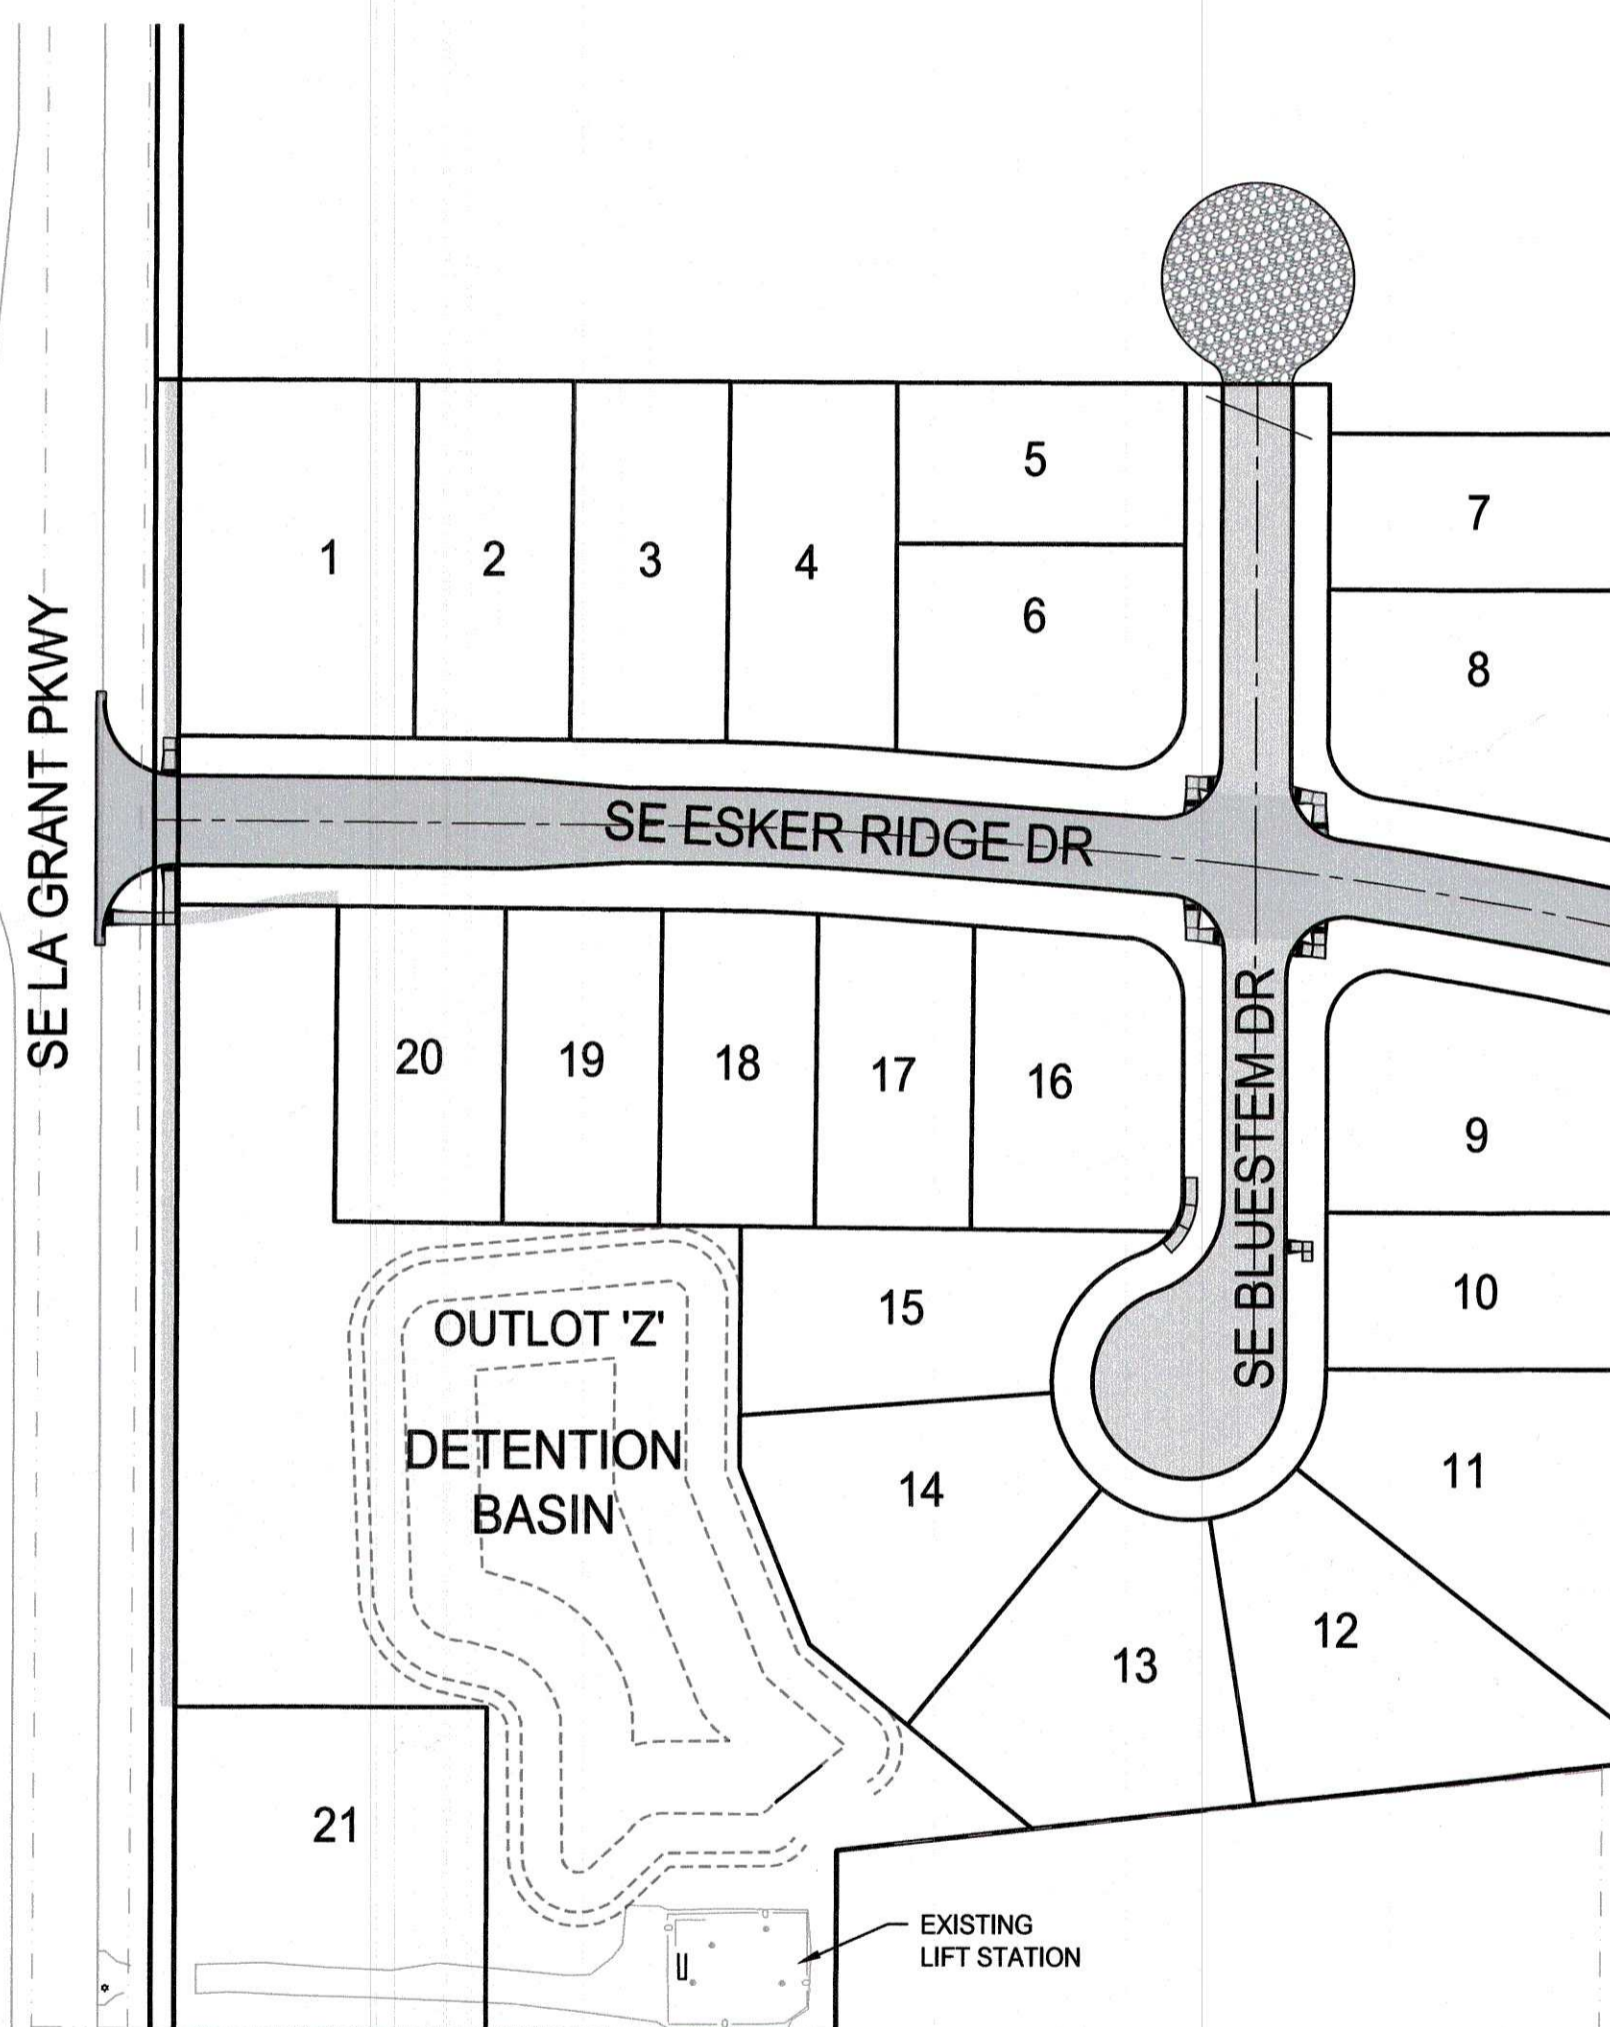 5
7
1
2
3
4
6
8
SE LA GRANT PKWY
SE ESKER RIDGE DR
SE BLUESTEM DR
20
19
18
17
16
9
15
10
OUTLOT 'Z'
DETENTION
BASIN
14
11
13
12
21
EXISTING
LIFT STATION